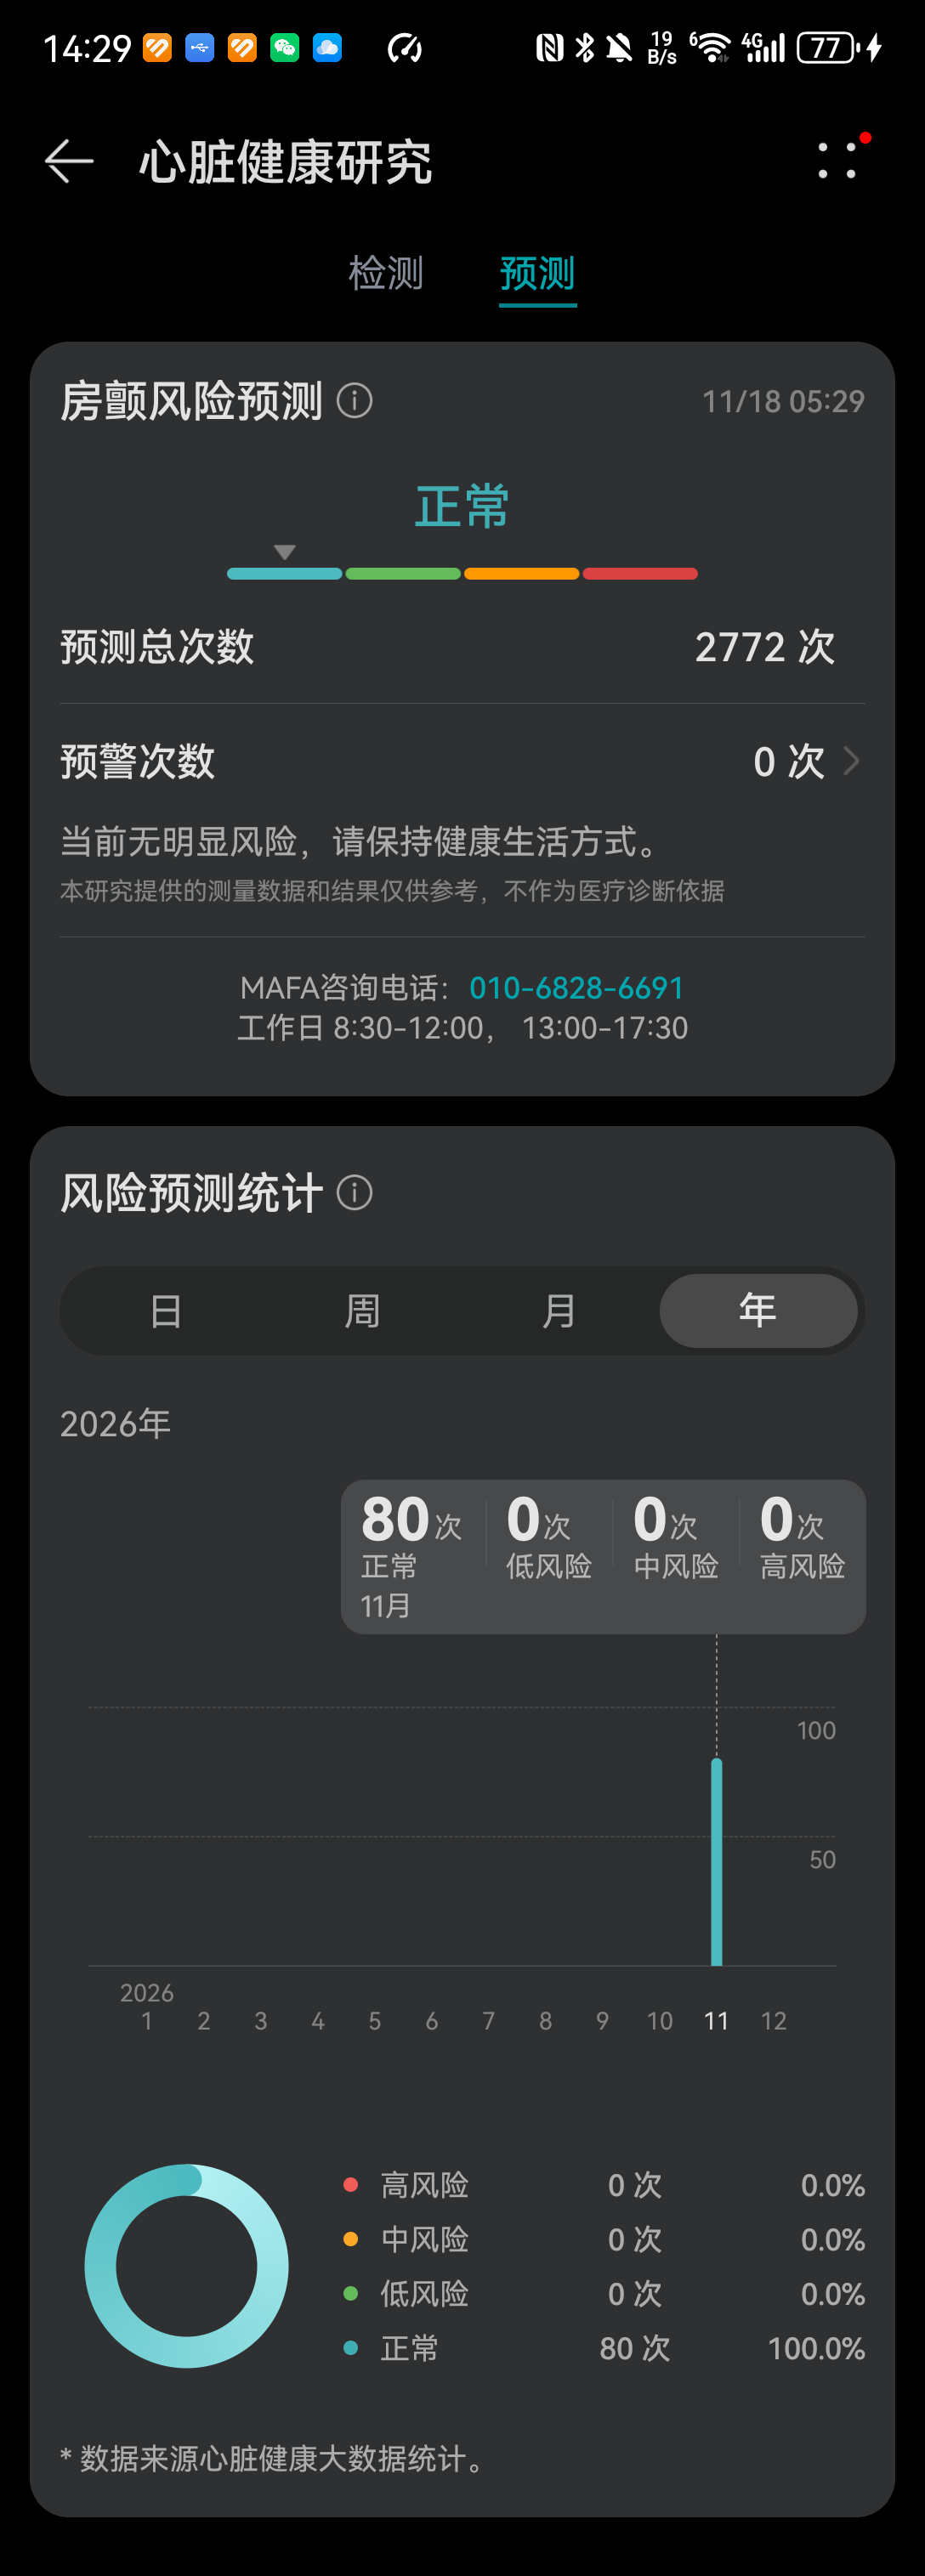 14:29 19 B/s 6 4G 77
心脏健康研究
检测 预测
房颤风险预测 11/18 05:29
正常
预测总次数 2772 次
预警次数 0 次
当前无明显风险，请保持健康生活方式。
本研究提供的测量数据和结果仅供参考，不作为医疗诊断依据
MAFA咨询电话：010-6828-6691
工作日 8:30-12:00， 13:00-17:30
风险预测统计
日 周 月 年
2026年
80次 0次 0次 0次
正常 低风险 中风险 高风险
11月
100
50
2026
1 2 3 4 5 6 7 8 9 10 11 12
高风险 0 次 0.0%
中风险 0 次 0.0%
低风险 0 次 0.0%
正常 80 次 100.0%
* 数据来源心脏健康大数据统计。